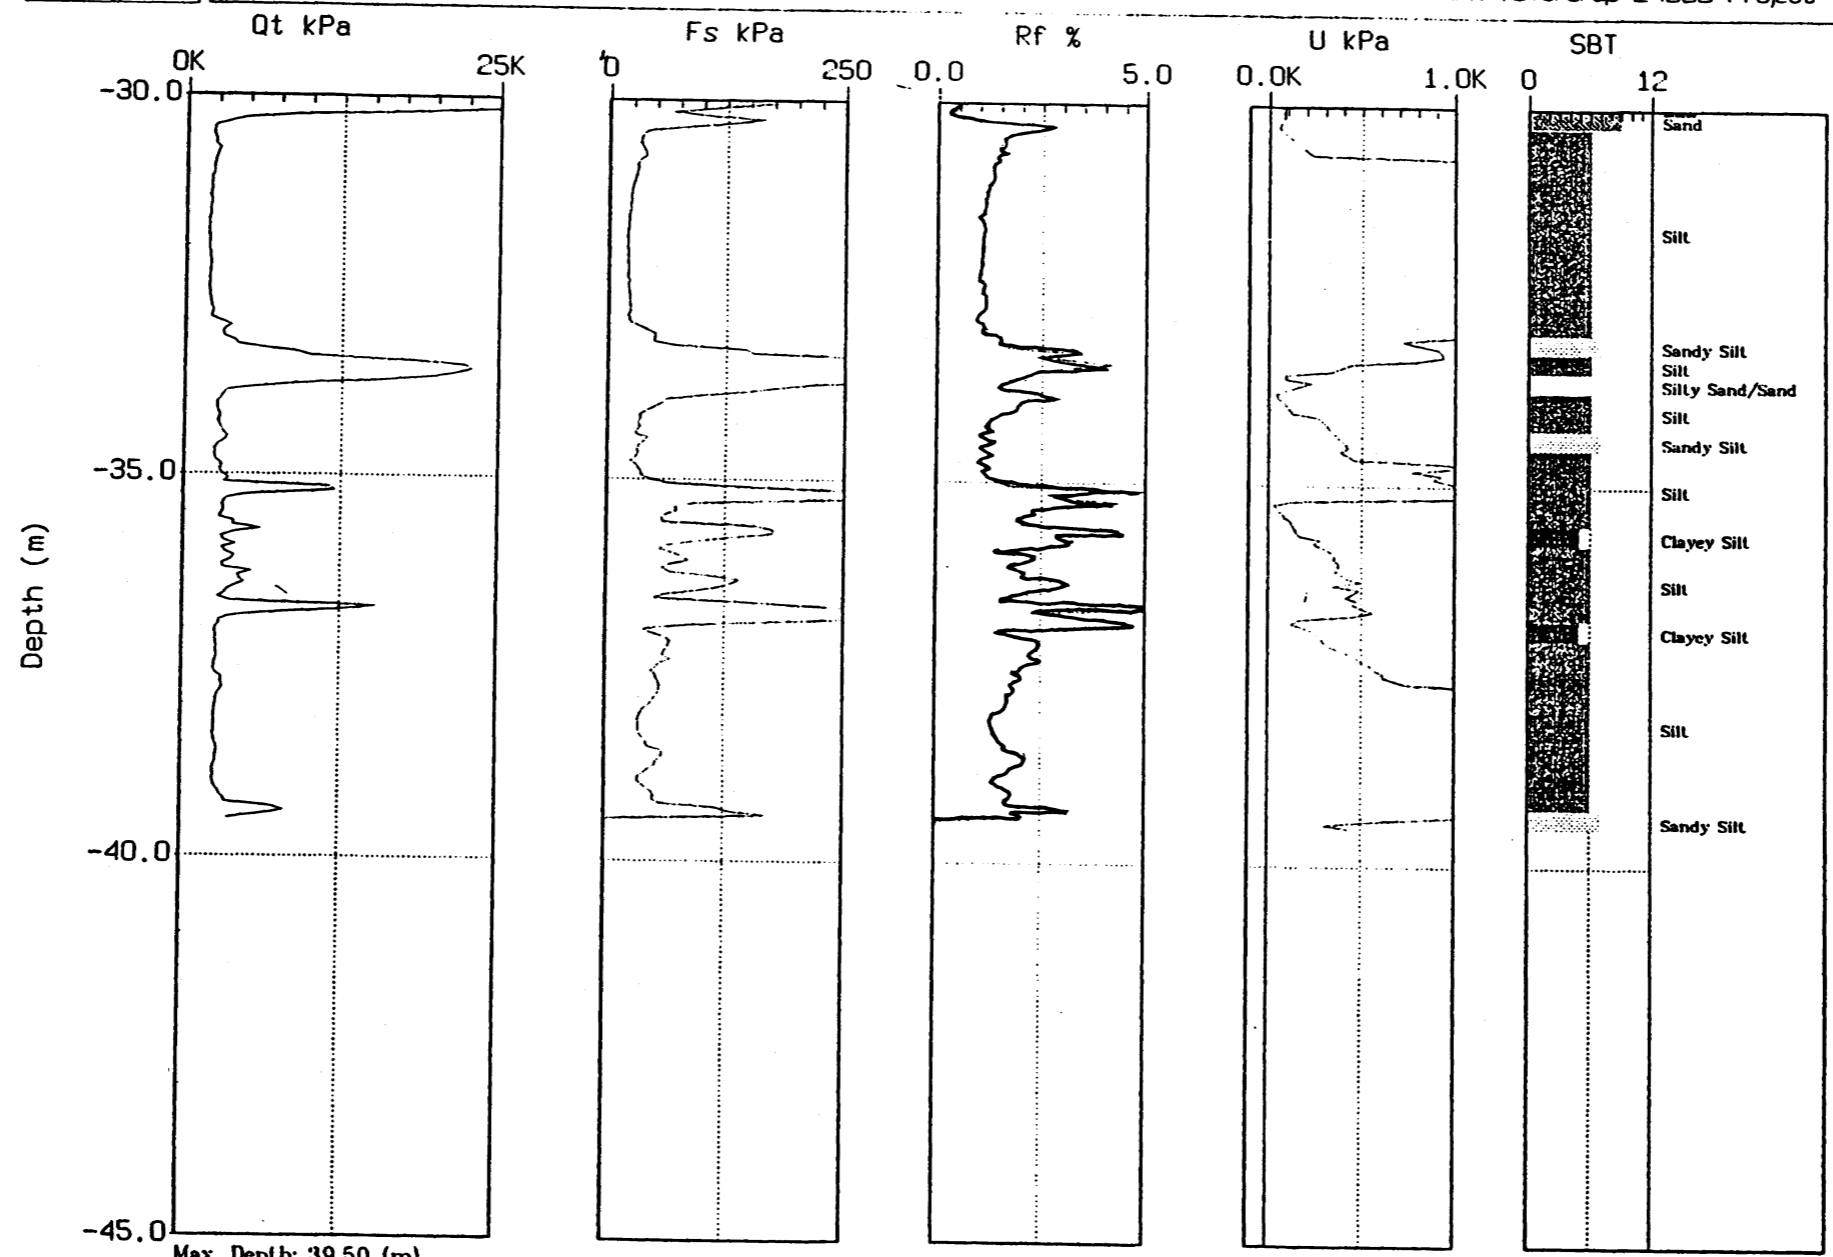 Project
Qt kPa
Fs kPa
Rf %
U kPa
SBT
0K 25K
0 250
0.0 5.0
0.0K 1.0K
0 12
-30.0
Sand
Silt
Sandy Silt
Silt
Silty Sand/Sand
Silt
Sandy Silt
-35.0
Silt
Clayey Silt
Depth (m)
Silt
Clayey Silt
Silt
Sandy Silt
-40.0
-45.0
Max. Depth: 39.50 (m)